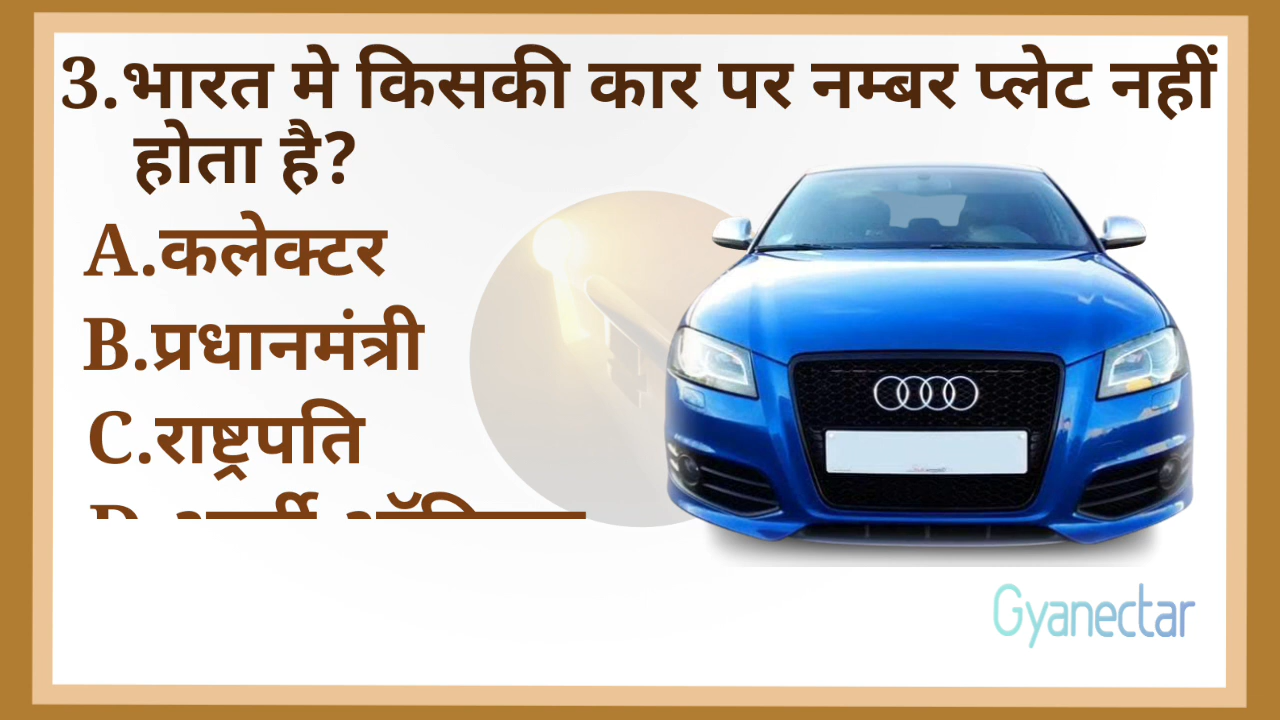 3.भारत मे किसकी कार पर नम्बर प्लेट नहीं
होता है?
A.कलेक्टर
B.प्रधानमंत्री
C.राष्ट्रपति
Gyanectar